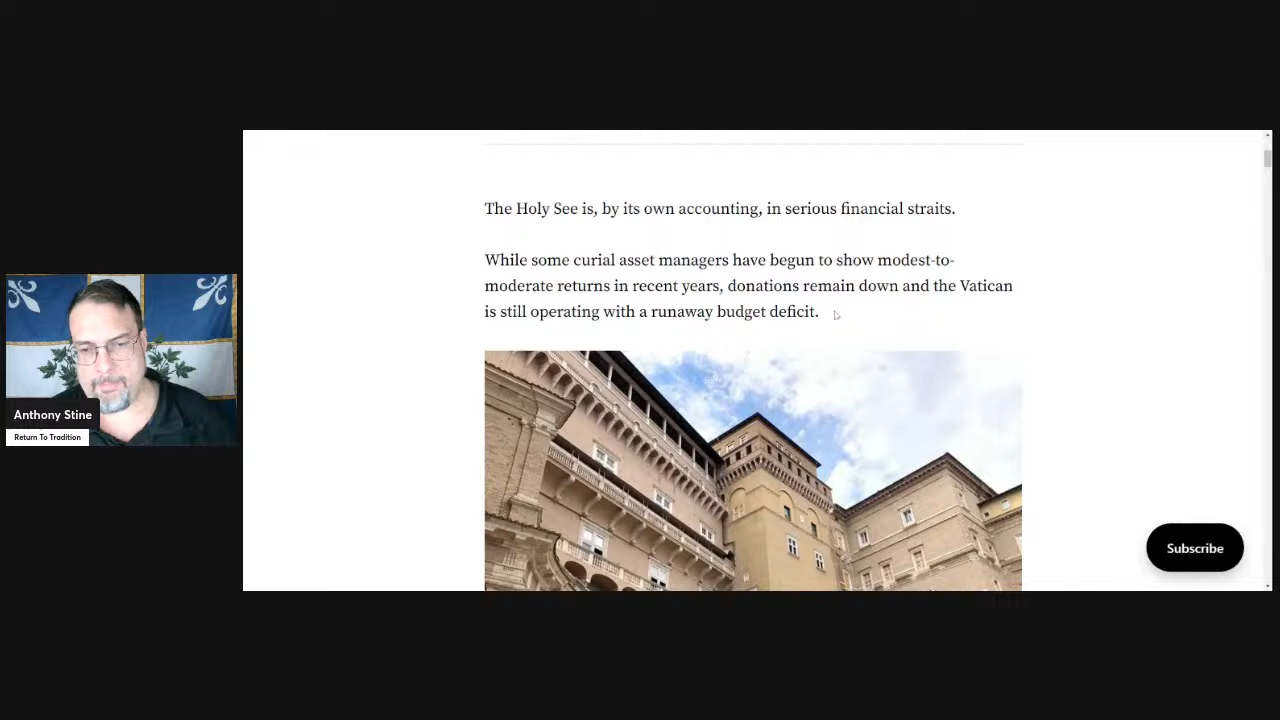 The Holy See is, by its own accounting, in serious financial straits.
While some curial asset managers have begun to show modest-to-
moderate returns in recent years, donations remain down and the Vatican
is still operating with a runaway budget deficit.
Anthony Stine
Return To Tradition
Subscribe